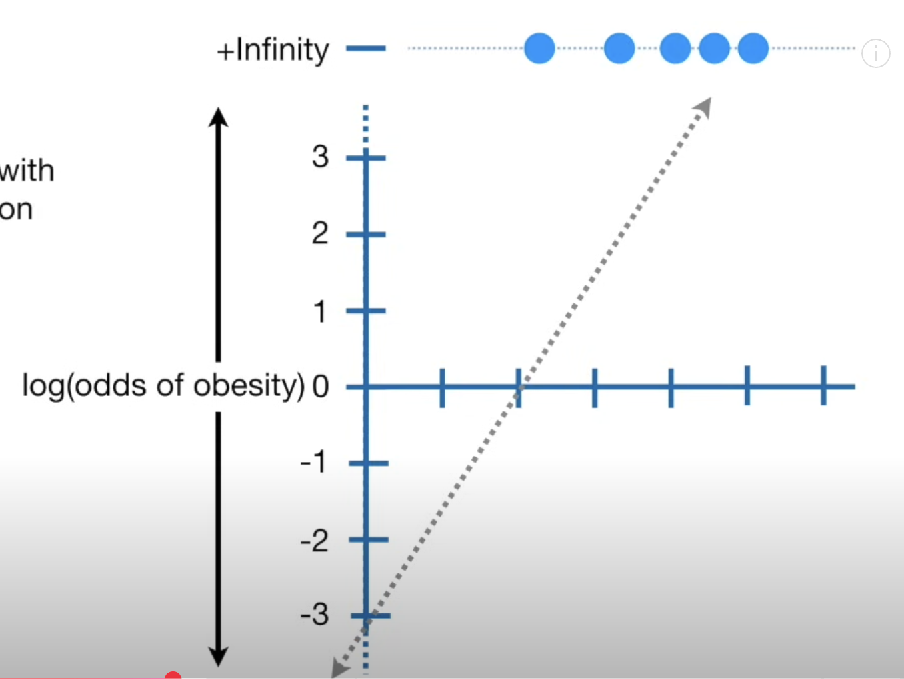 +Infinity
i
with
on
3
2
1
log(odds of obesity) 0
-1
-2
-3